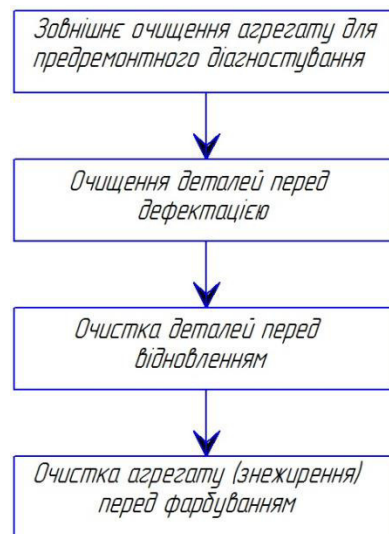 Зовнішнє очищення агрегату для
предремонтного діагностування
Очищення деталей перед
дефектацією
Очистка деталей перед
відновленням
Очистка агрегату (знежирення)
перед фарбуванням